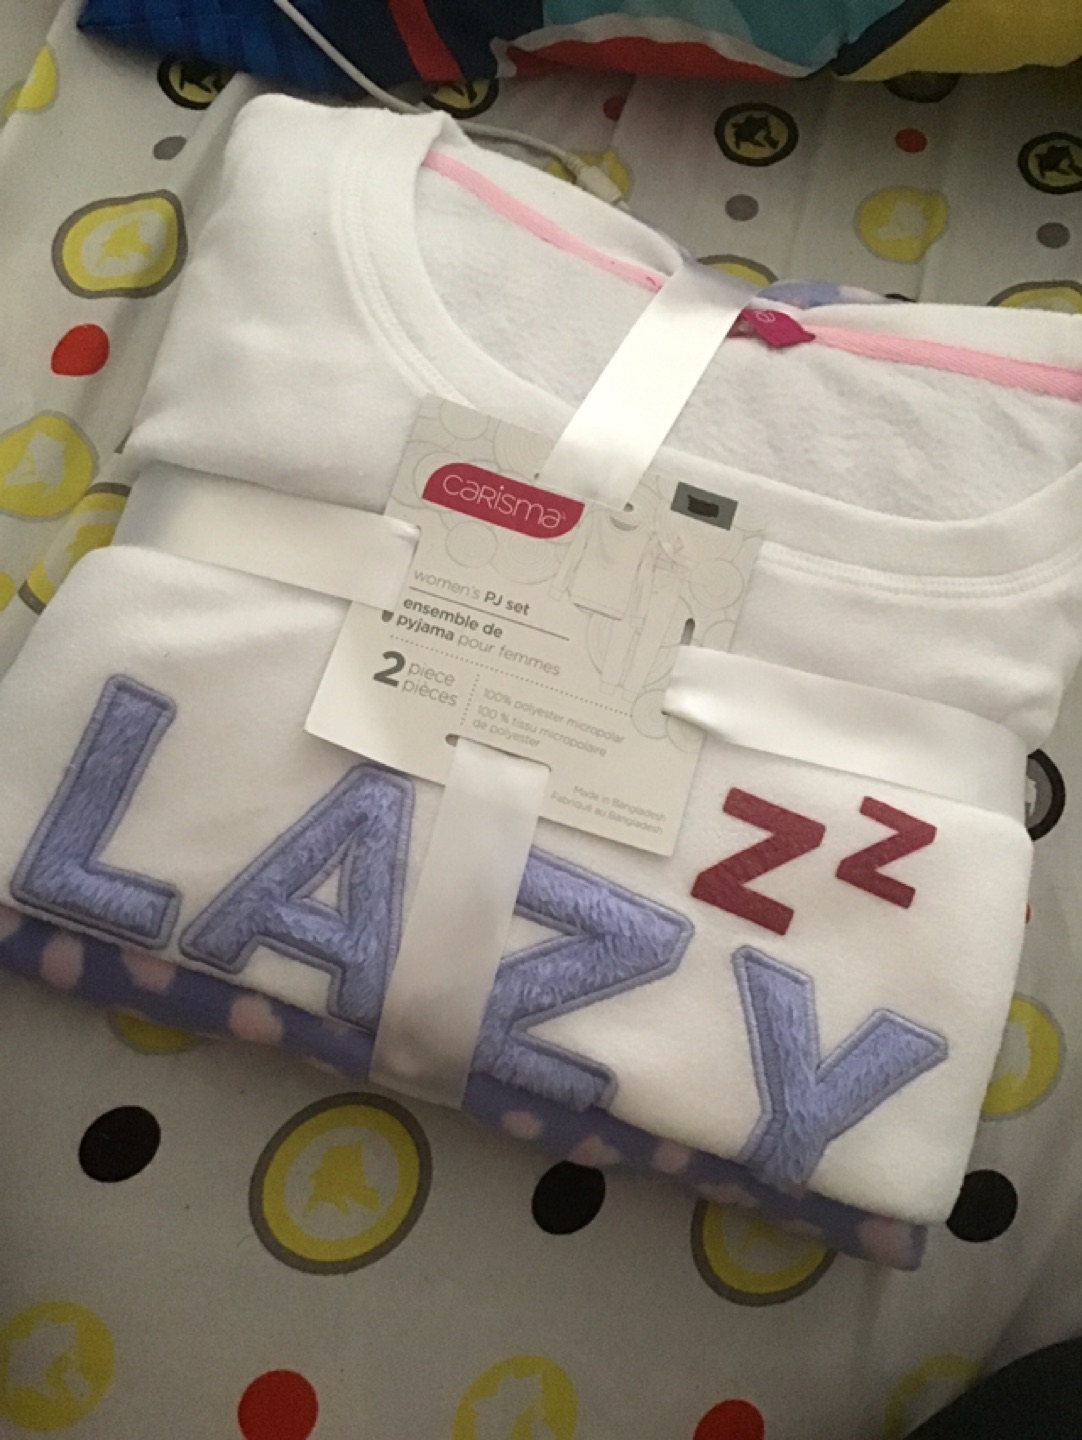 carisma
women's PJ set
ensemble de
pyjama pour femmes
2 piece
pièces
100% polyester micropolar
100 % tissu micropolaire
de polyester
Made in Bangladesh
Fabriqué au Bangladesh
ZZ
LAZY